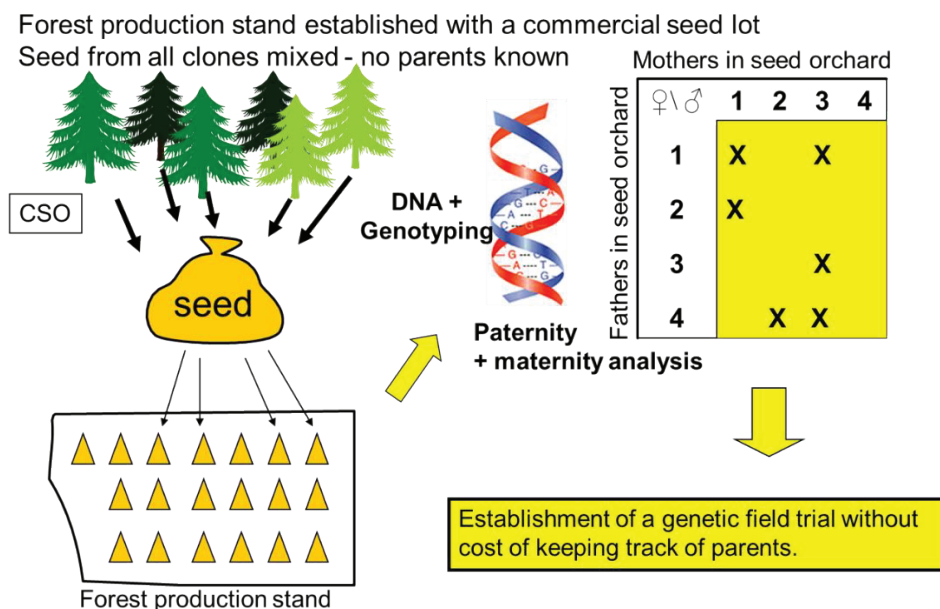 Forest production stand established with a commercial seed lot
Seed from all clones mixed - no parents known
CSO
seed
Forest production stand
DNA +
Genotyping
Paternity
+ maternity analysis
Mothers in seed orchard
Fathers in seed orchard
♀\♂ 1 2 3 4
1 X X
2 X
3 X
4 X X
Establishment of a genetic field trial without
cost of keeping track of parents.